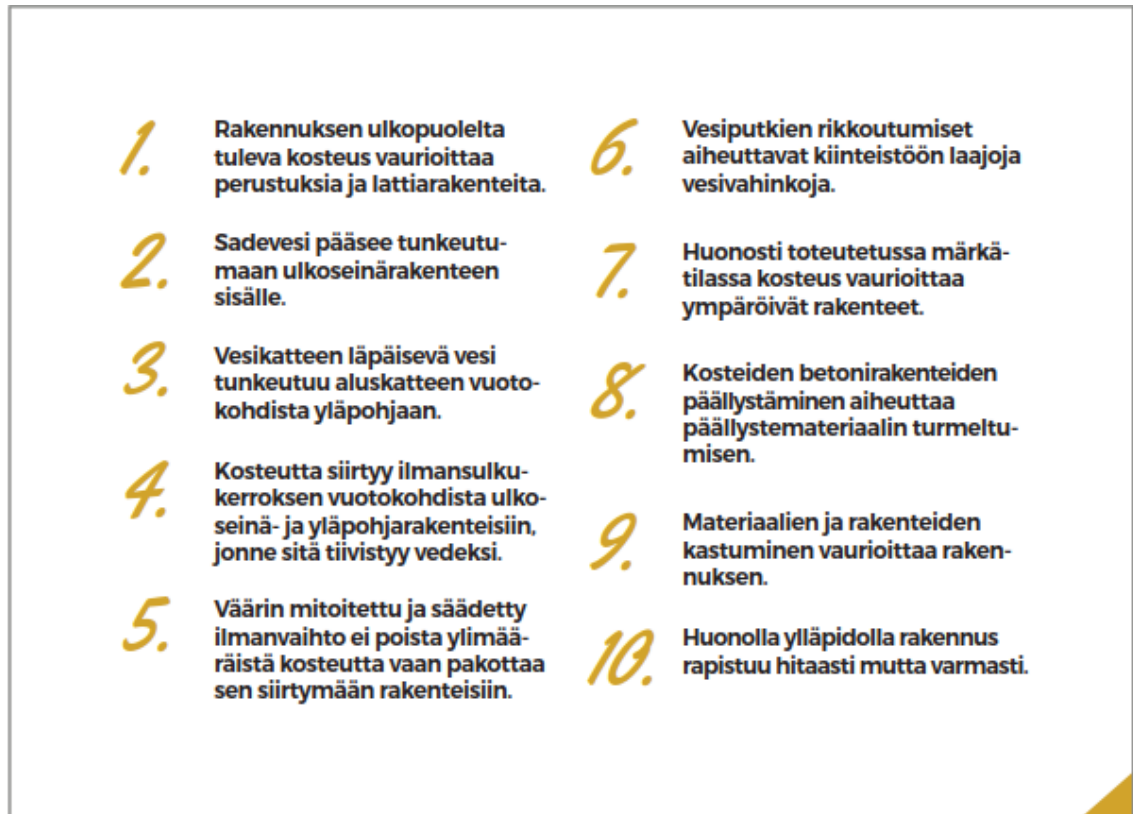 1.
Rakennuksen ulkopuolelta
tuleva kosteus vaurioittaa
perustuksia ja lattiarakenteita.
2.
Sadevesi pääsee tunkeutu-
maan ulkoseinärakenteen
sisälle.
3.
Vesikatteen läpäisevä vesi
tunkeutuu aluskatteen vuoto-
kohdista yläpohjaan.
4.
Kosteutta siirtyy ilmansulku-
kerroksen vuotokohdista ulko-
seinä- ja yläpohjarakenteisiin,
jonne sitä tiivistyy vedeksi.
5.
Väärin mitoitettu ja säädetty
ilmanvaihto ei poista ylimää-
räistä kosteutta vaan pakottaa
sen siirtymään rakenteisiin.
6.
Vesiputkien rikkoutumiset
aiheuttavat kiinteistöön laajoja
vesivahinkoja.
7.
Huonosti toteutetussa märkä-
tilassa kosteus vaurioittaa
ympäröivät rakenteet.
8.
Kosteiden betonirakenteiden
päällystäminen aiheuttaa
päällystemateriaalin turmeltu-
misen.
9.
Materiaalien ja rakenteiden
kastuminen vaurioittaa raken-
nuksen.
10.
Huonolla ylläpidolla rakennus
rapistuu hitaasti mutta varmasti.